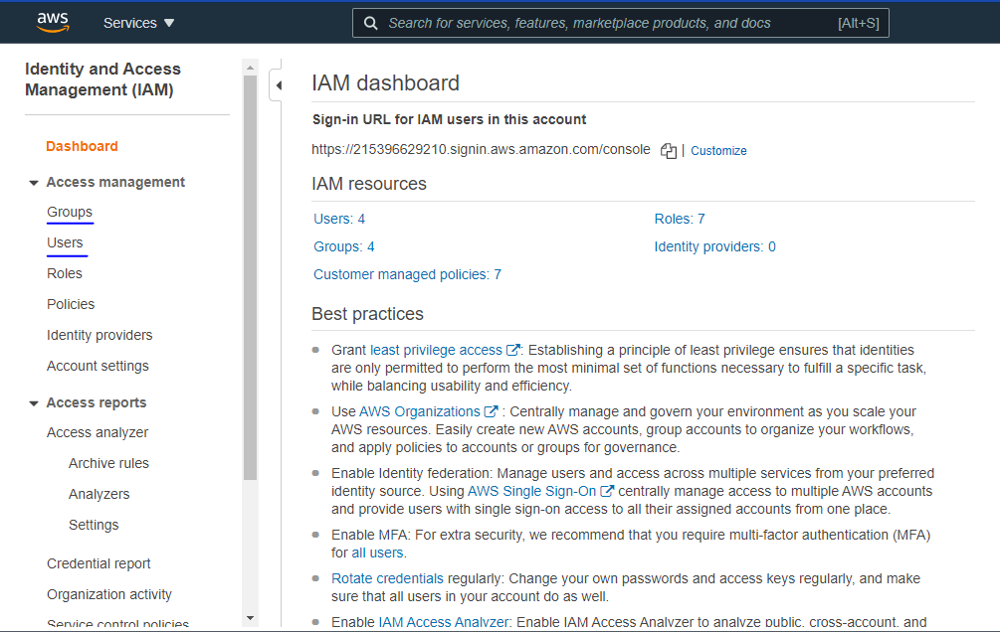 aws Services Search for services, features, marketplace products, and docs [Alt+S]
Identity and Access
Management (IAM)
Dashboard
Access management
Groups
Users
Roles
Policies
Identity providers
Account settings
Access reports
Access analyzer
Archive rules
Analyzers
Settings
Credential report
Organization activity
Service control policies
IAM dashboard
Sign-in URL for IAM users in this account
https://215396629210.signin.aws.amazon.com/console | Customize
IAM resources
Users: 4 Roles: 7
Groups: 4 Identity providers: 0
Customer managed policies: 7
Best practices
Grant least privilege access : Establishing a principle of least privilege ensures that identities
are only permitted to perform the most minimal set of functions necessary to fulfill a specific task,
while balancing usability and efficiency.
Use AWS Organizations : Centrally manage and govern your environment as you scale your
AWS resources. Easily create new AWS accounts, group accounts to organize your workflows,
and apply policies to accounts or groups for governance.
Enable Identity federation: Manage users and access across multiple services from your preferred
identity source. Using AWS Single Sign-On centrally manage access to multiple AWS accounts
and provide users with single sign-on access to all their assigned accounts from one place.
Enable MFA: For extra security, we recommend that you require multi-factor authentication (MFA)
for all users.
Rotate credentials regularly: Change your own passwords and access keys regularly, and make
sure that all users in your account do as well.
Enable IAM Access Analyzer: Enable IAM Access Analyzer to analyze public, cross-account, and